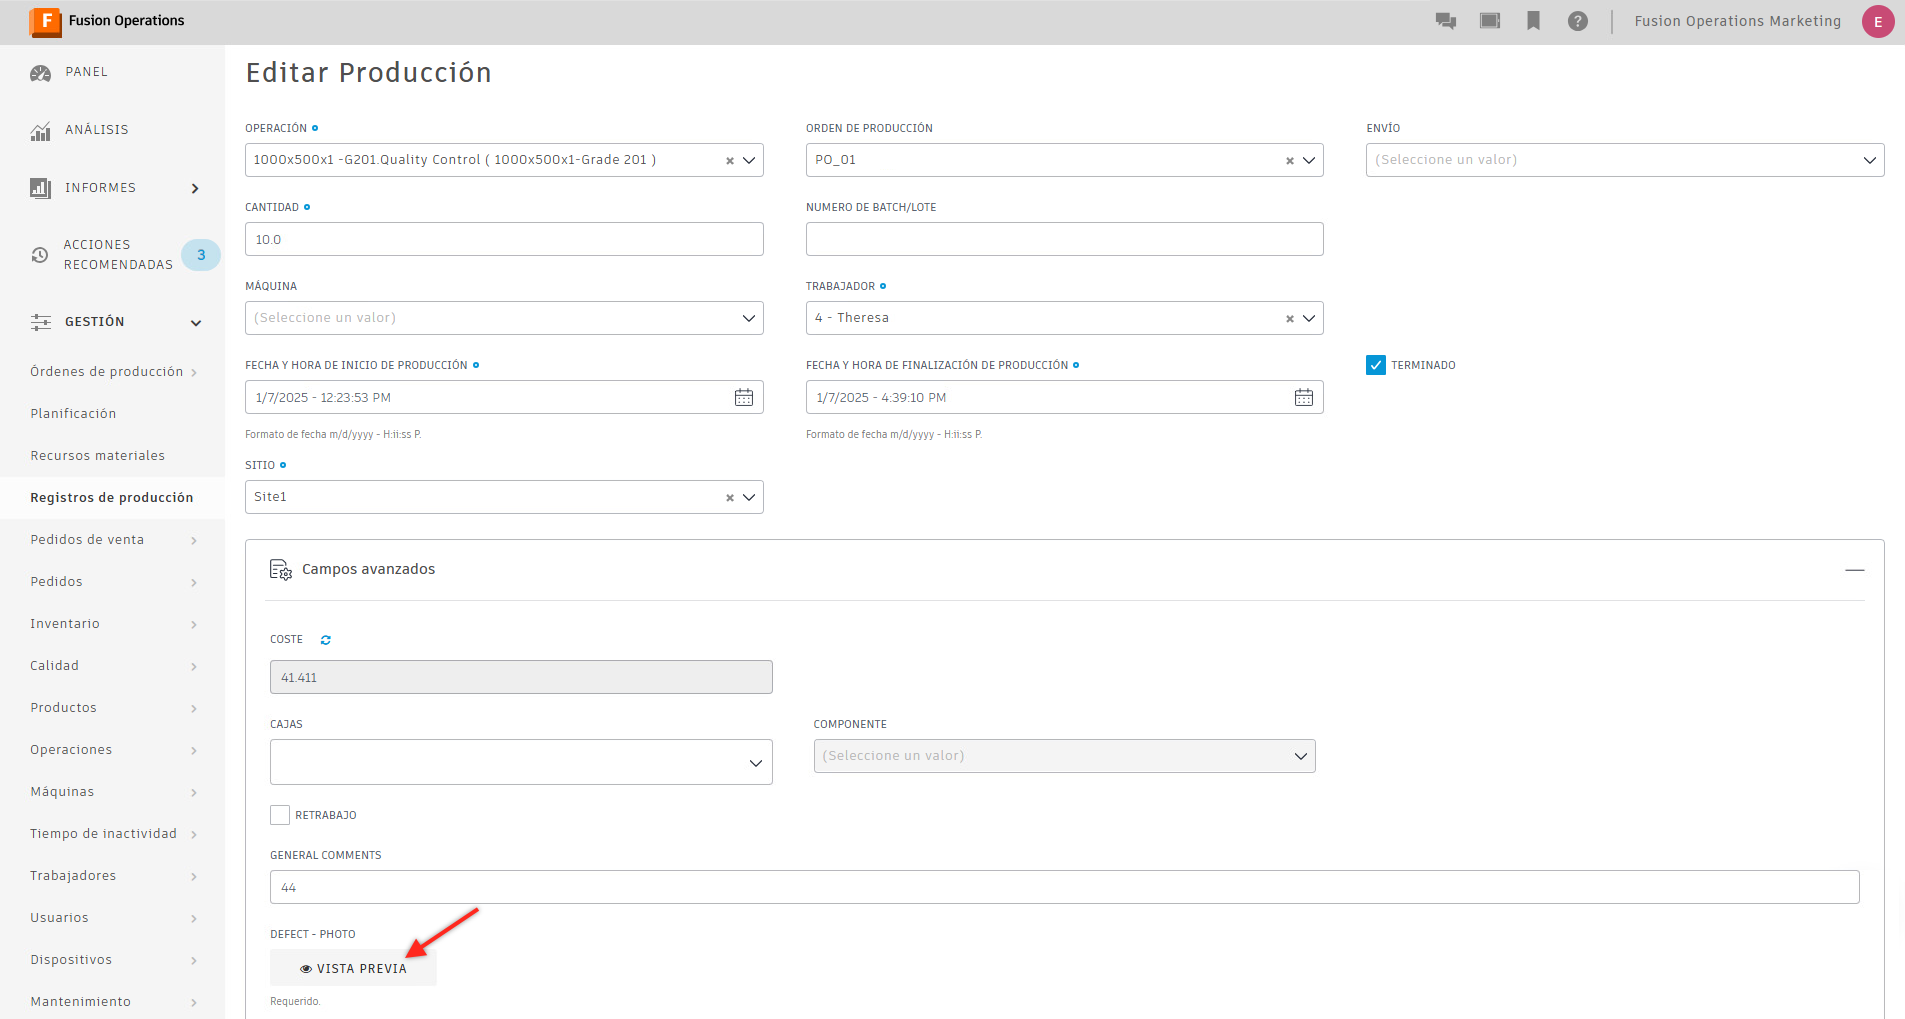 Fusion Operations
Fusion Operations Marketing
E
PANEL
ANÁLISIS
INFORMES
ACCIONES
RECOMENDADAS
3
GESTIÓN
Órdenes de producción
Planificación
Recursos materiales
Registros de producción
Pedidos de venta
Pedidos
Inventario
Calidad
Productos
Operaciones
Máquinas
Tiempo de inactividad
Trabajadores
Usuarios
Dispositivos
Mantenimiento
Editar Producción
OPERACIÓN
1000x500x1 -G201.Quality Control ( 1000x500x1-Grade 201 )
ORDEN DE PRODUCCIÓN
PO_01
ENVÍO
(Seleccione un valor)
CANTIDAD
10.0
NUMERO DE BATCH/LOTE
MÁQUINA
(Seleccione un valor)
TRABAJADOR
4 - Theresa
FECHA Y HORA DE INICIO DE PRODUCCIÓN
1/7/2025 - 12:23:53 PM
Formato de fecha m/d/yyyy - H:ii:ss P.
FECHA Y HORA DE FINALIZACIÓN DE PRODUCCIÓN
1/7/2025 - 4:39:10 PM
Formato de fecha m/d/yyyy - H:ii:ss P.
TERMINADO
SITIO
Site1
Campos avanzados
COSTE
41.411
CAJAS
COMPONENTE
(Seleccione un valor)
RETRABAJO
GENERAL COMMENTS
44
DEFECT - PHOTO
VISTA PREVIA
Requerido.